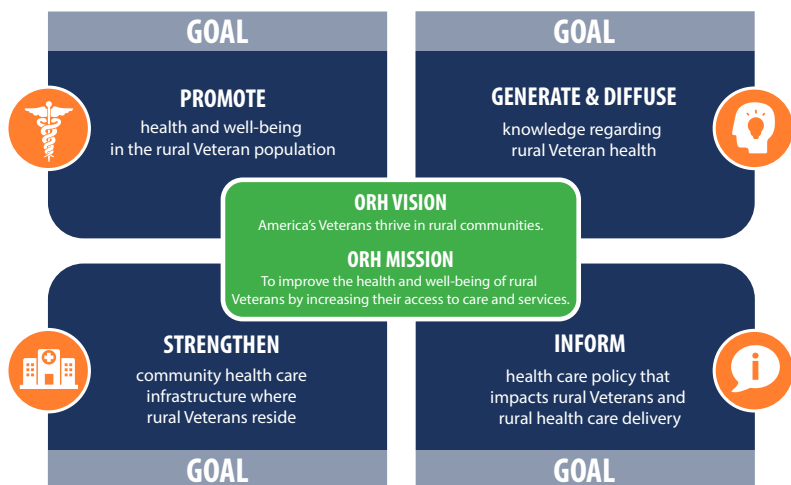 GOAL
PROMOTE
health and well-being
in the rural Veteran population
GOAL
GENERATE & DIFFUSE
knowledge regarding
rural Veteran health
ORH VISION
America's Veterans thrive in rural communities.
ORH MISSION
To improve the health and well-being of rural
Veterans by increasing their access to care and services.
STRENGTHEN
community health care
infrastructure where
rural Veterans reside
GOAL
INFORM
health care policy that
impacts rural Veterans and
rural health care delivery
GOAL
i